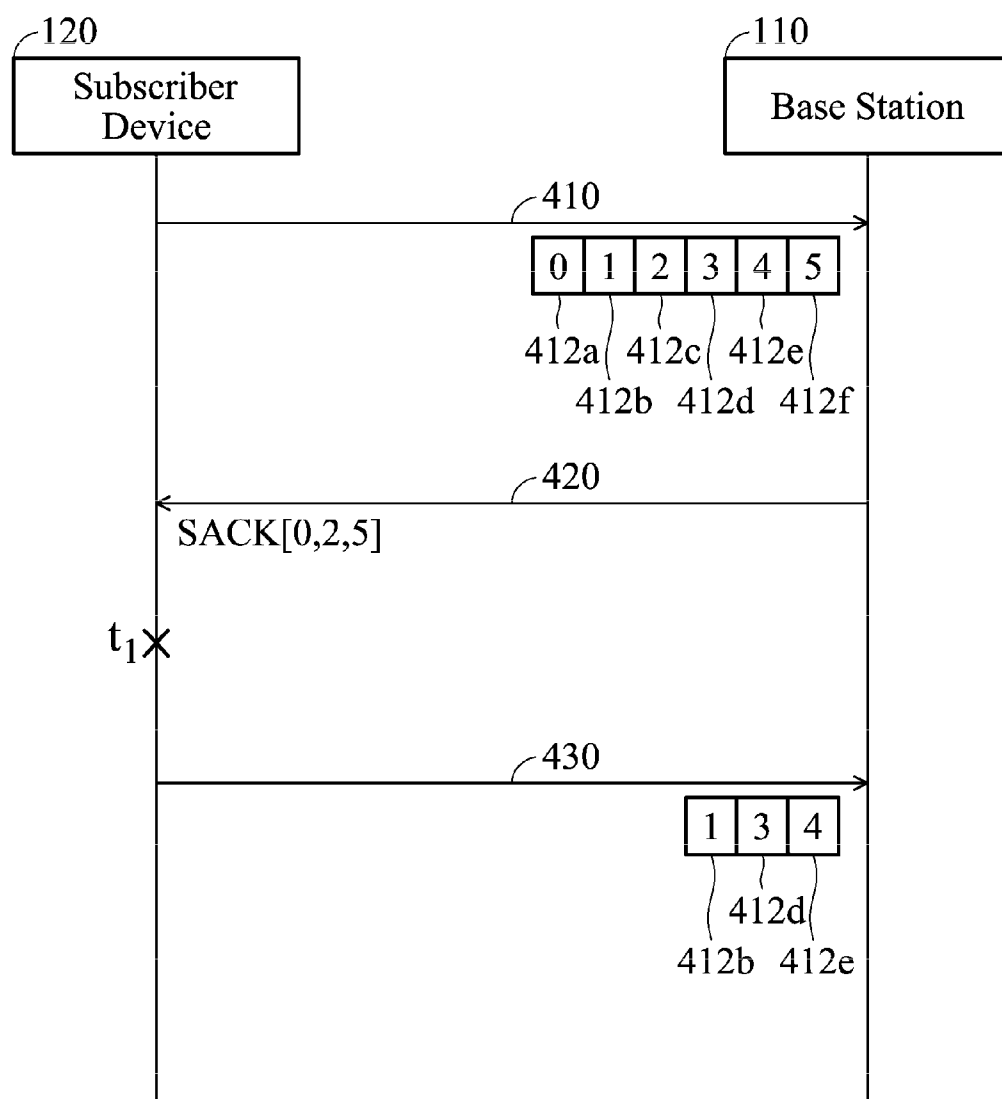 120
110
Subscriber
Device
Base Station
410
0 1 2 3 4 5
412a 412c 412e
412b 412d 412f
420
SACK[0,2,5]
t1
430
1 3 4
412d
412b 412e